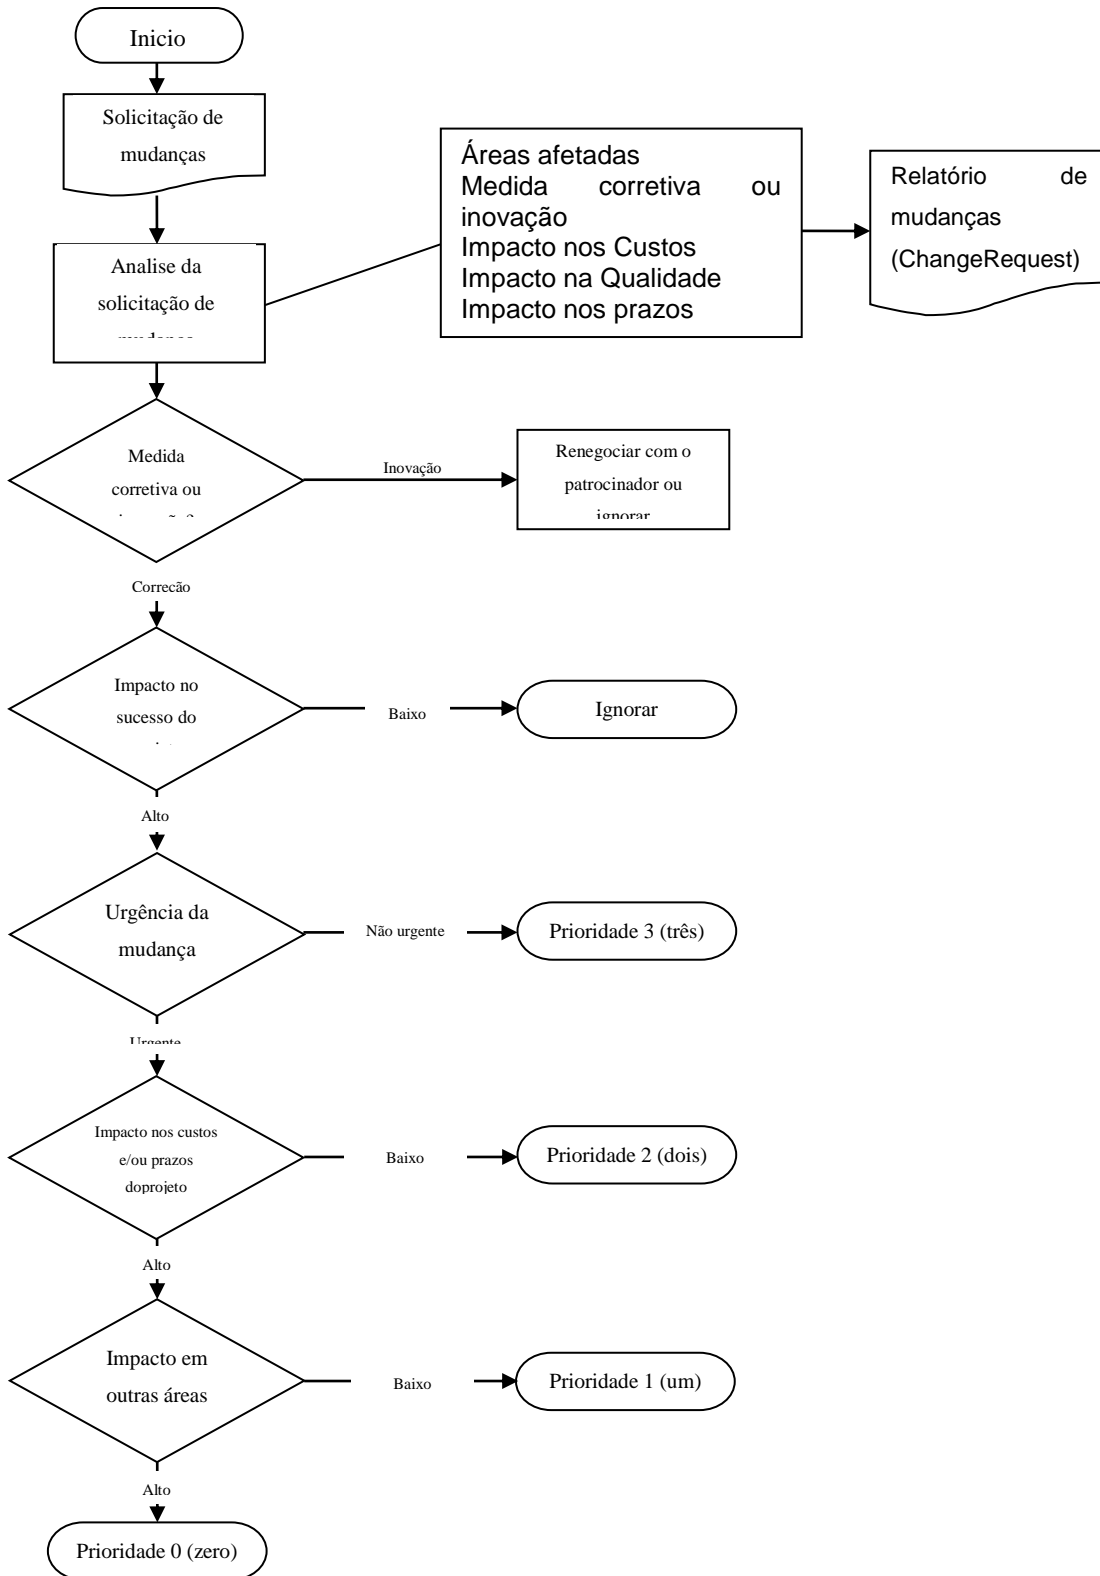 Inicio
Solicitação de
mudanças
Analise da
solicitação de
Áreas afetadas
Medida corretiva ou
inovação
Impacto nos Custos
Impacto na Qualidade
Impacto nos prazos
Relatório de
mudanças
(ChangeRequest)
Medida
corretiva ou
Inovação
Renegociar com o
patrocinador ou
ignorar
Correcão
Impacto no
sucesso do
Baixo
Ignorar
Alto
Urgência da
mudança
Não urgente
Prioridade 3 (três)
Urgente
Impacto nos custos
e/ou prazos
doprojeto
Baixo
Prioridade 2 (dois)
Alto
Impacto em
outras áreas
Baixo
Prioridade 1 (um)
Alto
Prioridade 0 (zero)